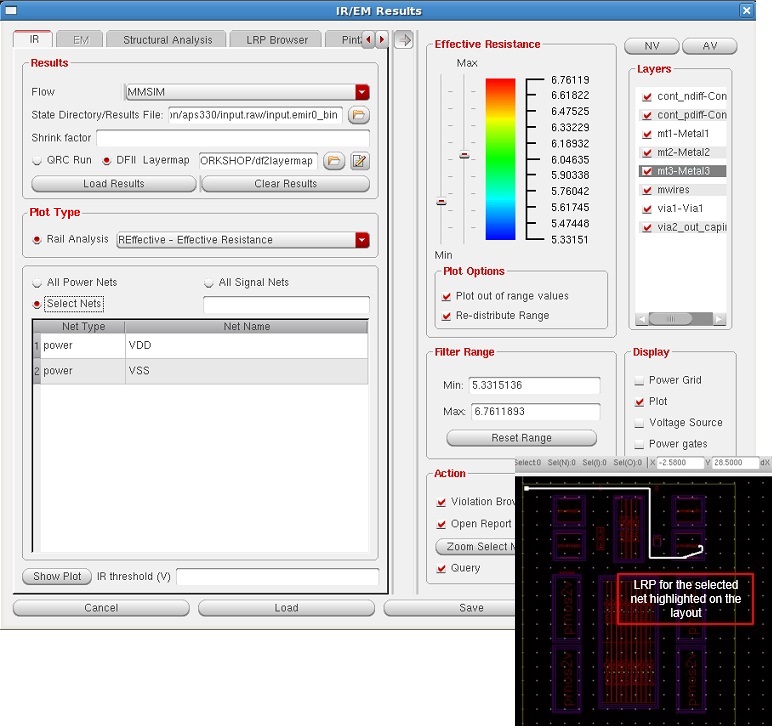 IR/EM Results
IR
EM
Structural Analysis
LRP Browser
Results
Flow
MMSIM
State Directory/Results File:
on/aps330/input.raw/input.emir0_bin
Shrink factor
QRC Run
DFII Layermap
ORKSHOP/df2layermap
Load Results
Clear Results
Plot Type
Rail Analysis
REffective - Effective Resistance
All Power Nets
All Signal Nets
Select Nets
Net Type
Net Name
1 power VDD
2 power VSS
Show Plot
IR threshold (V)
Cancel
Load
Save
Effective Resistance
Max
6.76119
6.61822
6.47525
6.33229
6.18932
6.04635
5.90338
5.76042
5.61745
5.47448
5.33151
Min
Plot Options
Plot out of range values
Re-distribute Range
Filter Range
Min: 5.3315136
Max: 6.7611893
Reset Range
Action
Violation Brov
Open Report
Zoom Select N
Query
NV
AV
Layers
cont_ndiff-Con
cont_pdiff-Con
mt1-Metal1
mt2-Metal2
mt3-Metal3
mwires
via1-Via1
via2_out_capi
Display
Power Grid
Plot
Voltage Source
Power gates
Select:0 Sel(N):0 Sel(I):0 Sel(O):0 X -2.5800 Y 28.5000 dX
LRP for the selected
net highlighted on the
layout